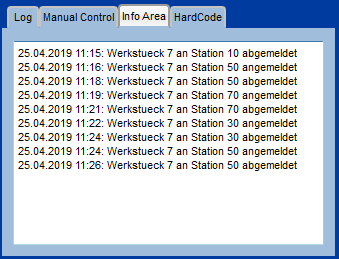 Log Manual Control Info Area HardCode
25.04.2019 11:15: Werkstueck 7 an Station 10 abgemeldet
25.04.2019 11:16: Werkstueck 7 an Station 50 angemeldet
25.04.2019 11:18: Werkstueck 7 an Station 50 abgemeldet
25.04.2019 11:19: Werkstueck 7 an Station 70 angemeldet
25.04.2019 11:21: Werkstueck 7 an Station 70 abgemeldet
25.04.2019 11:22: Werkstueck 7 an Station 30 angemeldet
25.04.2019 11:24: Werkstueck 7 an Station 30 abgemeldet
25.04.2019 11:24: Werkstueck 7 an Station 50 angemeldet
25.04.2019 11:26: Werkstueck 7 an Station 50 abgemeldet